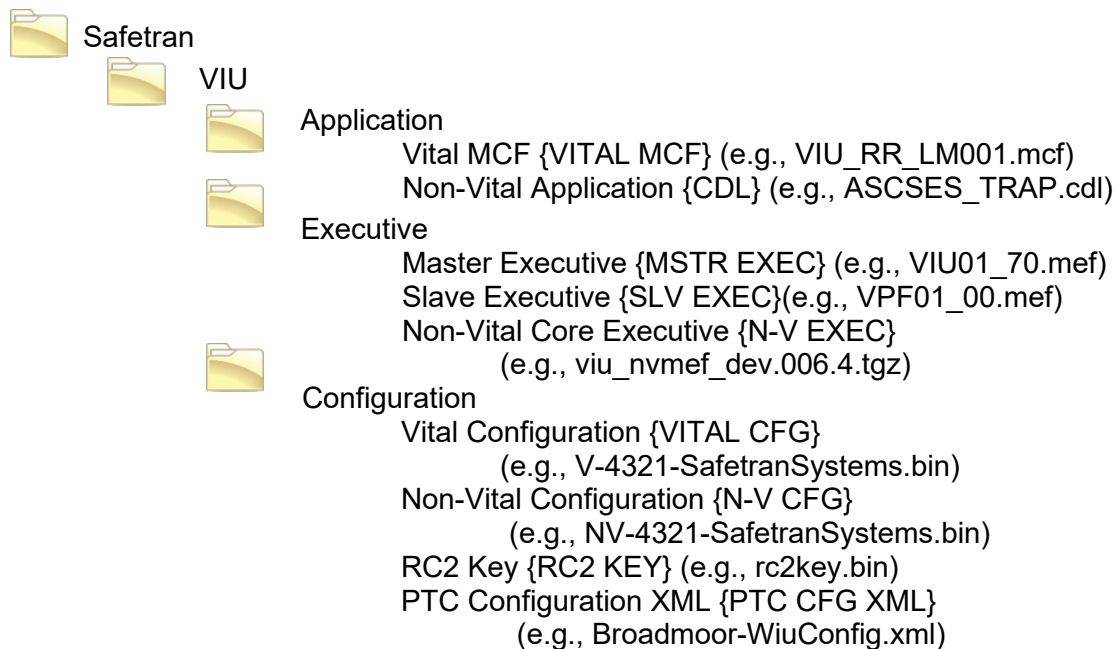 Safetran
VIU
Application
Vital MCF {VITAL MCF} (e.g., VIU_RR_LM001.mcf)
Non-Vital Application {CDL} (e.g., ASCSES_TRAP.cdl)
Executive
Master Executive {MSTR EXEC} (e.g., VIU01_70.mef)
Slave Executive {SLV EXEC}(e.g., VPF01_00.mef)
Non-Vital Core Executive {N-V EXEC}
(e.g., viu_nvmef_dev.006.4.tgz)
Configuration
Vital Configuration {VITAL CFG}
(e.g., V-4321-SafetranSystems.bin)
Non-Vital Configuration {N-V CFG}
(e.g., NV-4321-SafetranSystems.bin)
RC2 Key {RC2 KEY} (e.g., rc2key.bin)
PTC Configuration XML {PTC CFG XML}
(e.g., Broadmoor-WiuConfig.xml)